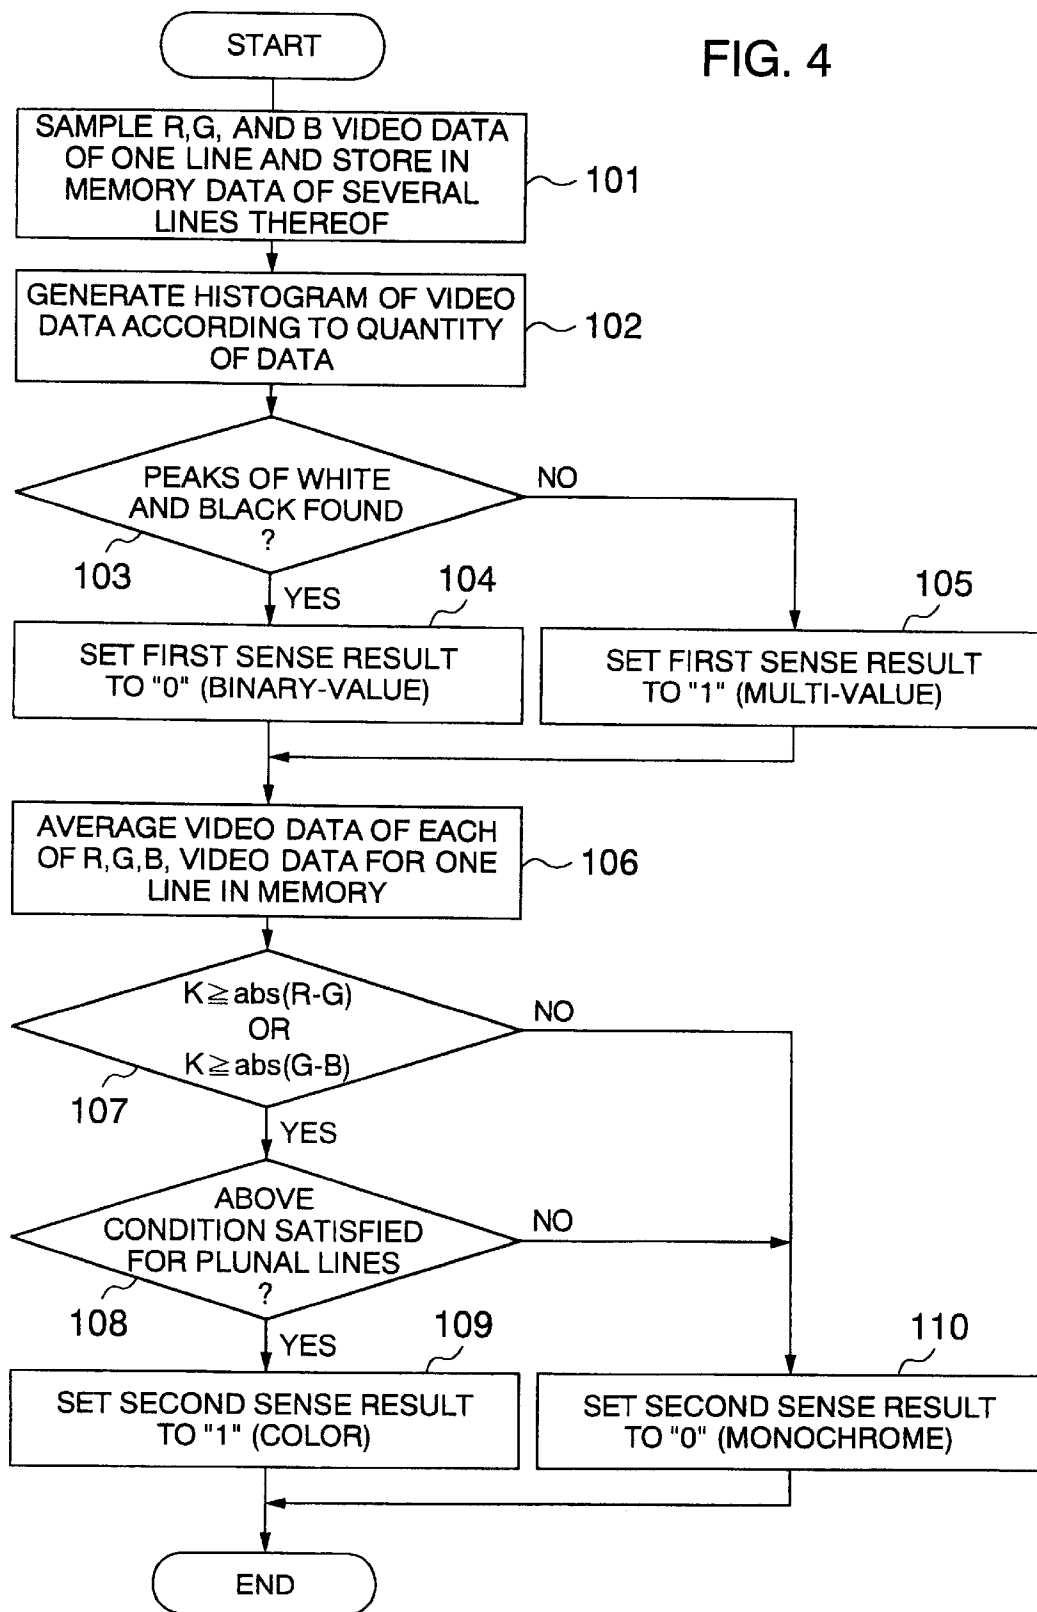 START
FIG. 4
SAMPLE R,G, AND B VIDEO DATA
OF ONE LINE AND STORE IN
MEMORY DATA OF SEVERAL
LINES THEREOF
101
GENERATE HISTOGRAM OF VIDEO
DATA ACCORDING TO QUANTITY
OF DATA
102
PEAKS OF WHITE
AND BLACK FOUND
?
NO
103
YES
104
105
SET FIRST SENSE RESULT
TO "0" (BINARY-VALUE)
SET FIRST SENSE RESULT
TO "1" (MULTI-VALUE)
AVERAGE VIDEO DATA OF EACH
OF R,G,B, VIDEO DATA FOR ONE
LINE IN MEMORY
106
K≧abs(R-G)
OR
K≧abs(G-B)
NO
107
YES
ABOVE
CONDITION SATISFIED
FOR PLUNAL LINES
?
NO
108
YES
109
110
SET SECOND SENSE RESULT
TO "1" (COLOR)
SET SECOND SENSE RESULT
TO "0" (MONOCHROME)
END